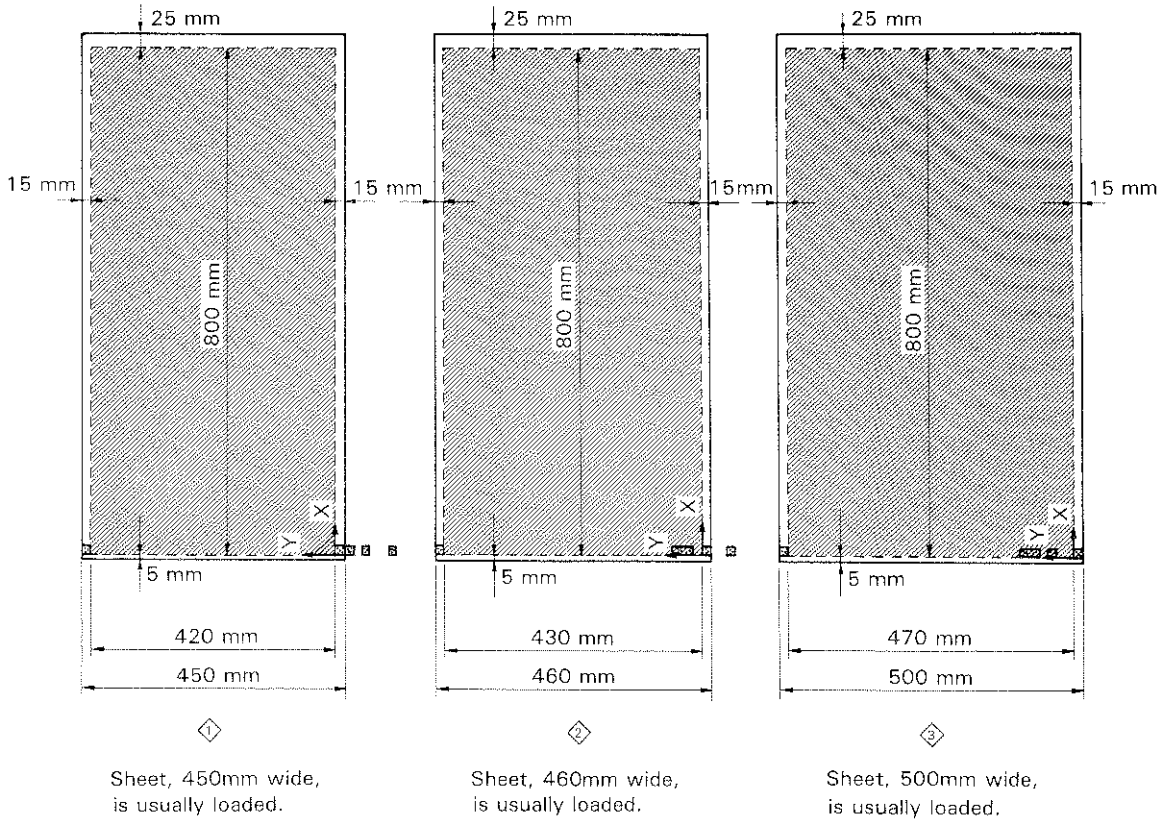 25 mm
25 mm
25 mm
15 mm
15 mm
15mm
15 mm
800 mm
800 mm
800 mm
X
X
X
Y
Y
Y
5 mm
5 mm
5 mm
420 mm
430 mm
470 mm
450 mm
460 mm
500 mm
1
2
3
Sheet, 450mm wide,
is usually loaded.
Sheet, 460mm wide,
is usually loaded.
Sheet, 500mm wide,
is usually loaded.